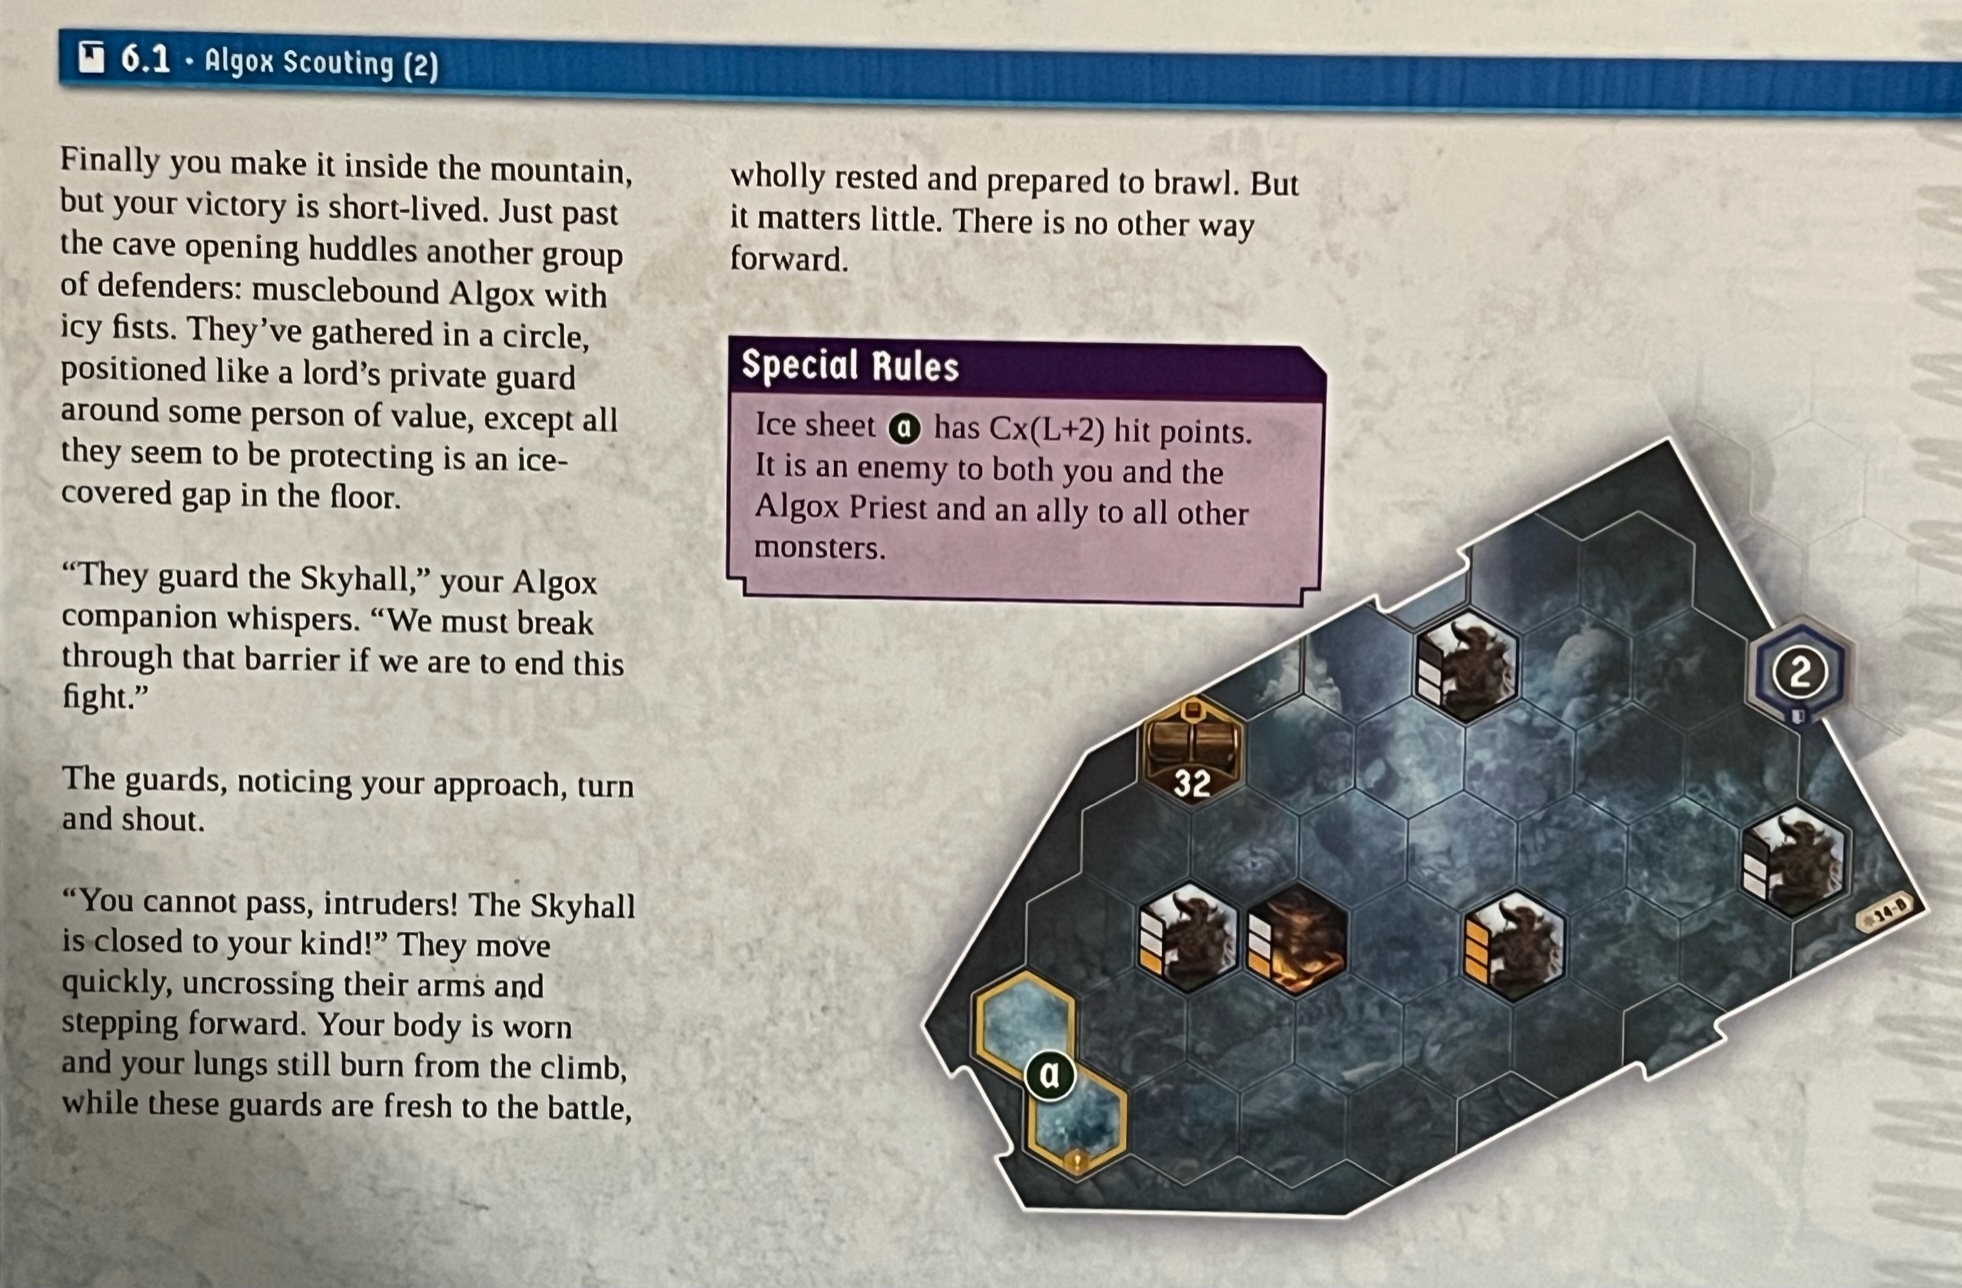 6.1 · Algox Scouting (2)
Finally you make it inside the mountain,
but your victory is short-lived. Just past
the cave opening huddles another group
of defenders: musclebound Algox with
icy fists. They’ve gathered in a circle,
positioned like a lord’s private guard
around some person of value, except all
they seem to be protecting is an ice-
covered gap in the floor.
“They guard the Skyhall,” your Algox
companion whispers. “We must break
through that barrier if we are to end this
fight.”
The guards, noticing your approach, turn
and shout.
“You cannot pass, intruders! The Skyhall
is closed to your kind!” They move
quickly, uncrossing their arms and
stepping forward. Your body is worn
and your lungs still burn from the climb,
while these guards are fresh to the battle,
wholly rested and prepared to brawl. But
it matters little. There is no other way
forward.
Special Rules
Ice sheet a has Cx(L+2) hit points.
It is an enemy to both you and the
Algox Priest and an ally to all other
monsters.
2
32
14-B
a
!